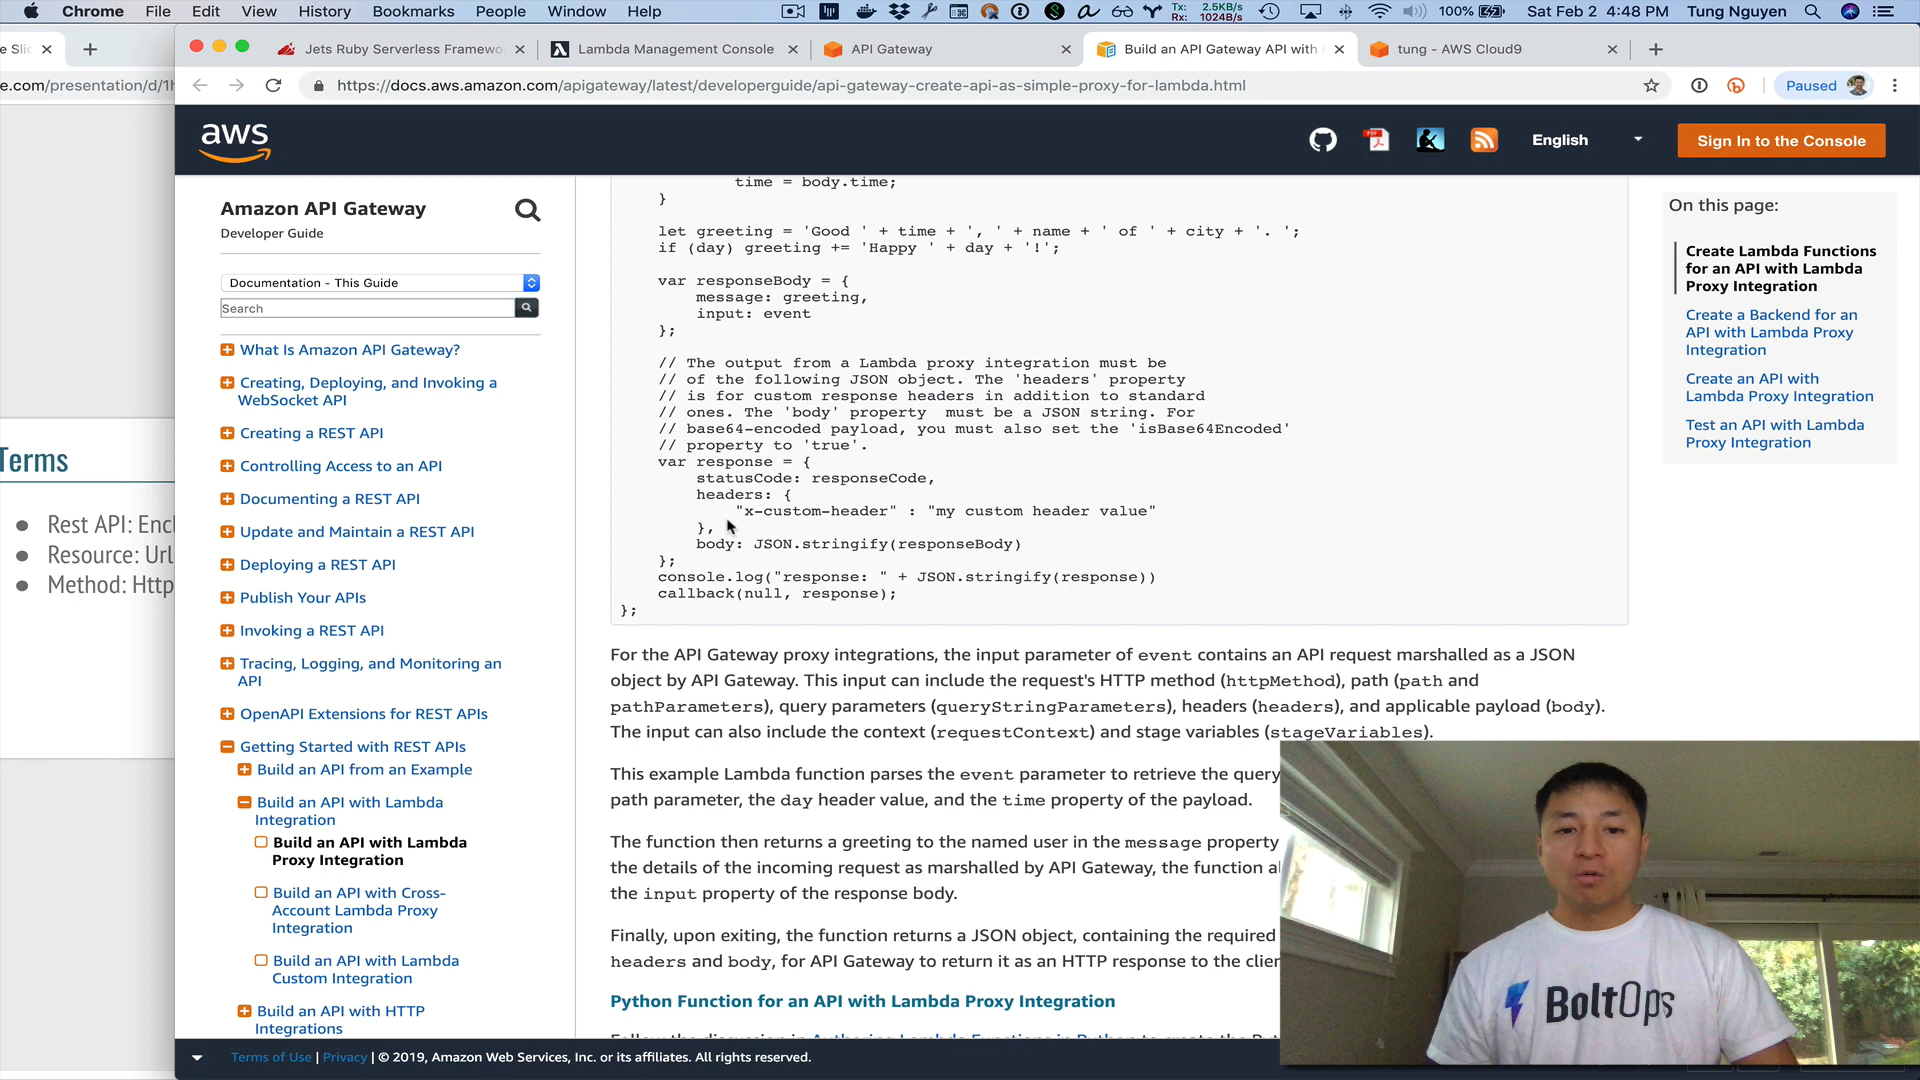 Chrome File Edit View History Bookmarks People Window Help Tx: 2.5KB/s Rx: 1024B/s 100% Sat Feb 2 4:48 PM Tung Nguyen
e Slic
Jets Ruby Serverless Framewo
Lambda Management Console
API Gateway
Build an API Gateway API with
tung - AWS Cloud9
e.com/presentation/d/1h
https://docs.aws.amazon.com/apigateway/latest/developerguide/api-gateway-create-api-as-simple-proxy-for-lambda.html
Paused
aws
English
Sign In to the Console
Terms
Rest API: Encl
Resource: Url
Method: Http
Amazon API Gateway
Developer Guide
Documentation - This Guide
Search
What Is Amazon API Gateway?
Creating, Deploying, and Invoking a
WebSocket API
Creating a REST API
Controlling Access to an API
Documenting a REST API
Update and Maintain a REST API
Deploying a REST API
Publish Your APIs
Invoking a REST API
Tracing, Logging, and Monitoring an
API
OpenAPI Extensions for REST APIs
Getting Started with REST APIs
Build an API from an Example
Build an API with Lambda
Integration
Build an API with Lambda
Proxy Integration
Build an API with Cross-
Account Lambda Proxy
Integration
Build an API with Lambda
Custom Integration
Build an API with HTTP
Integrations
time = body.time;
}
let greeting = 'Good ' + time + ', ' + name + ' of ' + city + '. ';
if (day) greeting += 'Happy ' + day + '!';
var responseBody = {
message: greeting,
input: event
};
// The output from a Lambda proxy integration must be
// of the following JSON object. The 'headers' property
// is for custom response headers in addition to standard
// ones. The 'body' property  must be a JSON string. For
// base64-encoded payload, you must also set the 'isBase64Encoded'
// property to 'true'.
var response = {
statusCode: responseCode,
headers: {
"x-custom-header" : "my custom header value"
},
body: JSON.stringify(responseBody)
};
console.log("response: " + JSON.stringify(response))
callback(null, response);
};
For the API Gateway proxy integrations, the input parameter of event contains an API request marshalled as a JSON
object by API Gateway. This input can include the request's HTTP method (httpMethod), path (path and
pathParameters), query parameters (queryStringParameters), headers (headers), and applicable payload (body).
The input can also include the context (requestContext) and stage variables (stageVariables).
This example Lambda function parses the event parameter to retrieve the query
path parameter, the day header value, and the time property of the payload.
The function then returns a greeting to the named user in the message property
the details of the incoming request as marshalled by API Gateway, the function al
the input property of the response body.
Finally, upon exiting, the function returns a JSON object, containing the required
headers and body, for API Gateway to return it as an HTTP response to the clien
Python Function for an API with Lambda Proxy Integration
On this page:
Create Lambda Functions
for an API with Lambda
Proxy Integration
Create a Backend for an
API with Lambda Proxy
Integration
Create an API with
Lambda Proxy Integration
Test an API with Lambda
Proxy Integration
BoltOps
Terms of Use | Privacy | © 2019, Amazon Web Services, Inc. or its affiliates. All rights reserved.